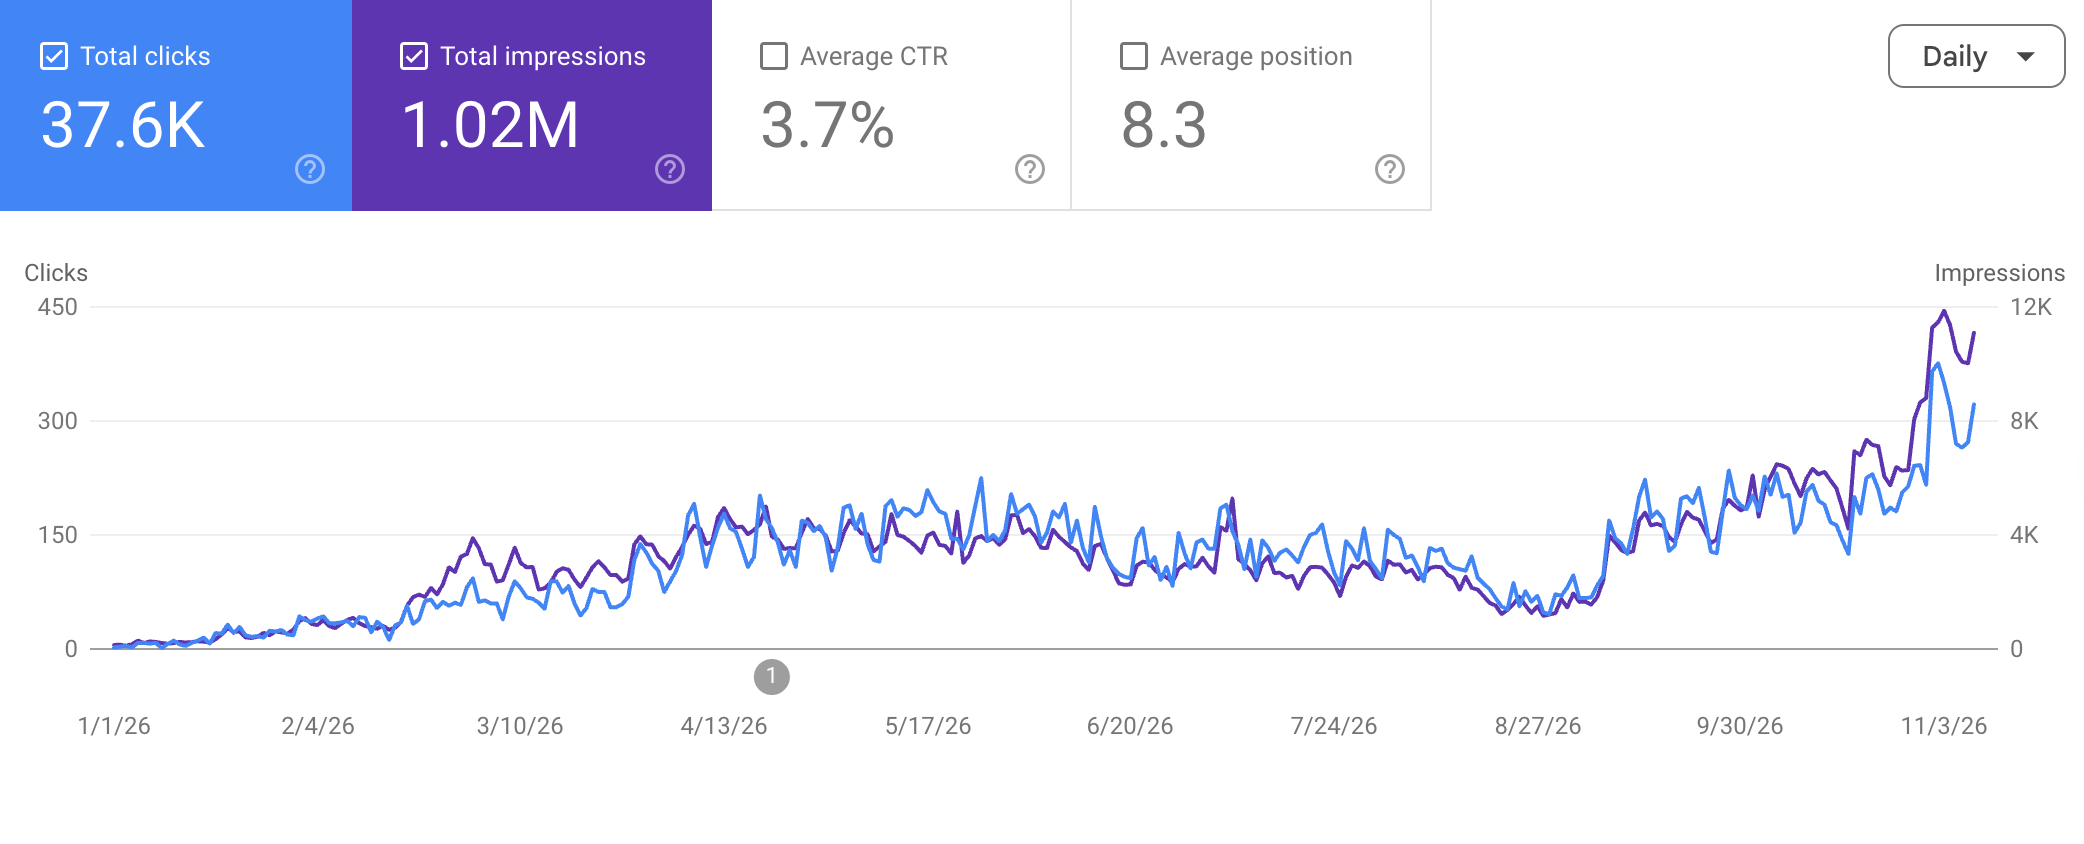 Total clicks
37.6K
Total impressions
1.02M
Average CTR
3.7%
Average position
8.3
Daily
Clicks
Impressions
450
12K
300
8K
150
4K
0
0
1
1/1/26 2/4/26 3/10/26 4/13/26 5/17/26 6/20/26 7/24/26 8/27/26 9/30/26 11/3/26